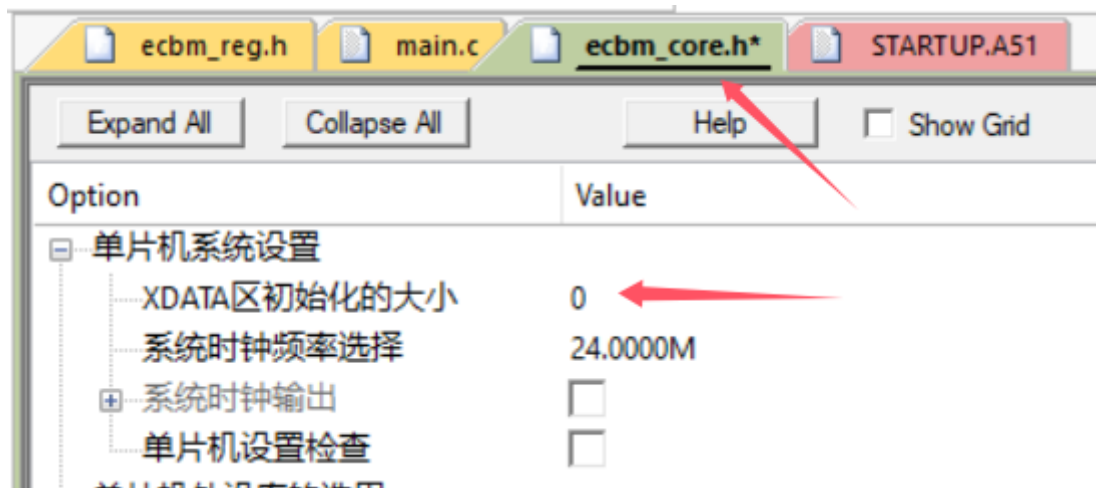 ecbm_reg.h main.c ecbm_core.h* STARTUP.A51
Expand All Collapse All Help Show Grid
Option Value
单片机系统设置
XDATA区初始化的大小 0
系统时钟频率选择 24.0000M
系统时钟输出
单片机设置检查